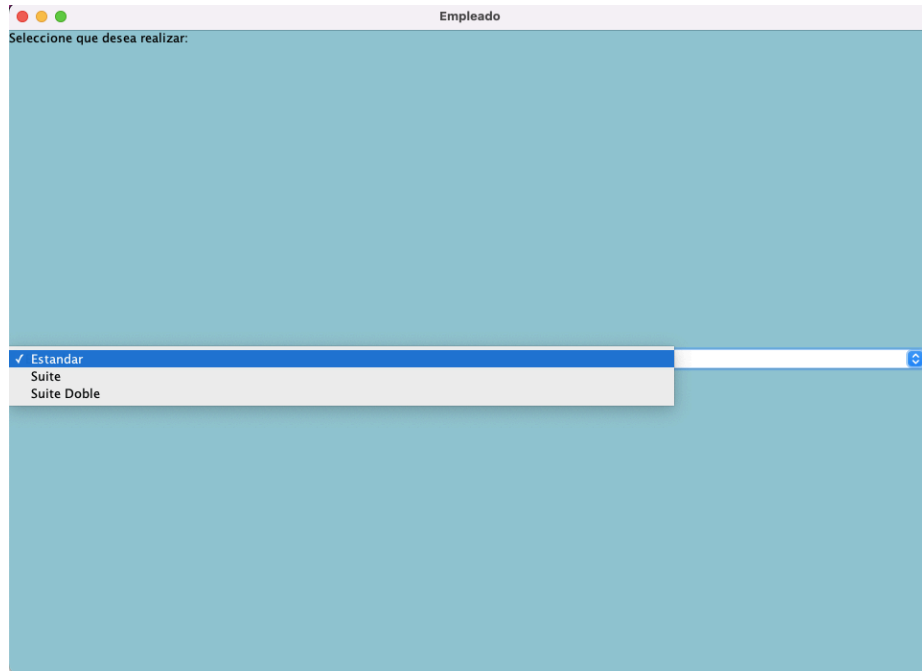 Empleado
Seleccione que desea realizar:
✓ Estandar
Suite
Suite Doble